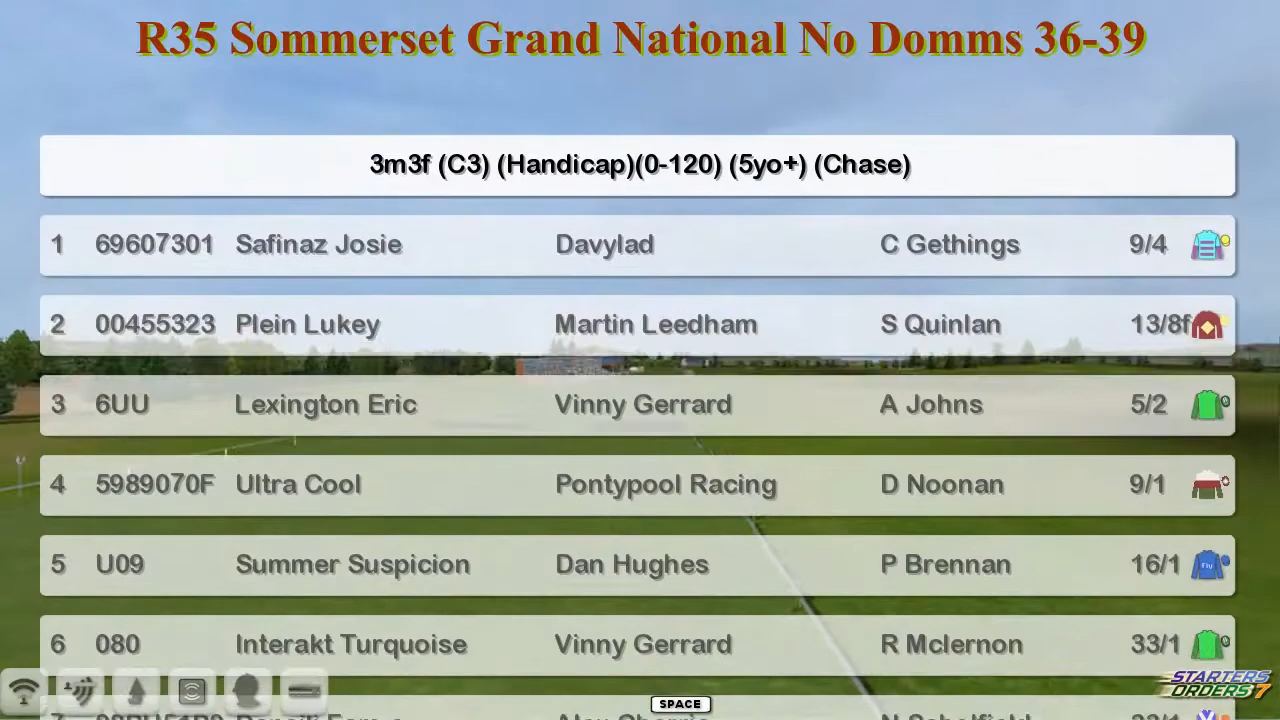 R35 Sommerset Grand National No Domms 36-39
3m3f (C3) (Handicap)(0-120) (5yo+) (Chase)
1 69607301 Safinaz Josie Davylad C Gethings 9/4
2 00455323 Plein Lukey Martin Leedham S Quinlan 13/8f
3 6UU Lexington Eric Vinny Gerrard A Johns 5/2
4 5989070F Ultra Cool Pontypool Racing D Noonan 9/1
5 U09 Summer Suspicion Dan Hughes P Brennan 16/1
Flu
6 080 Interakt Turquoise Vinny Gerrard R Mclernon 33/1
STARTERS
ORDERS 7
SPACE